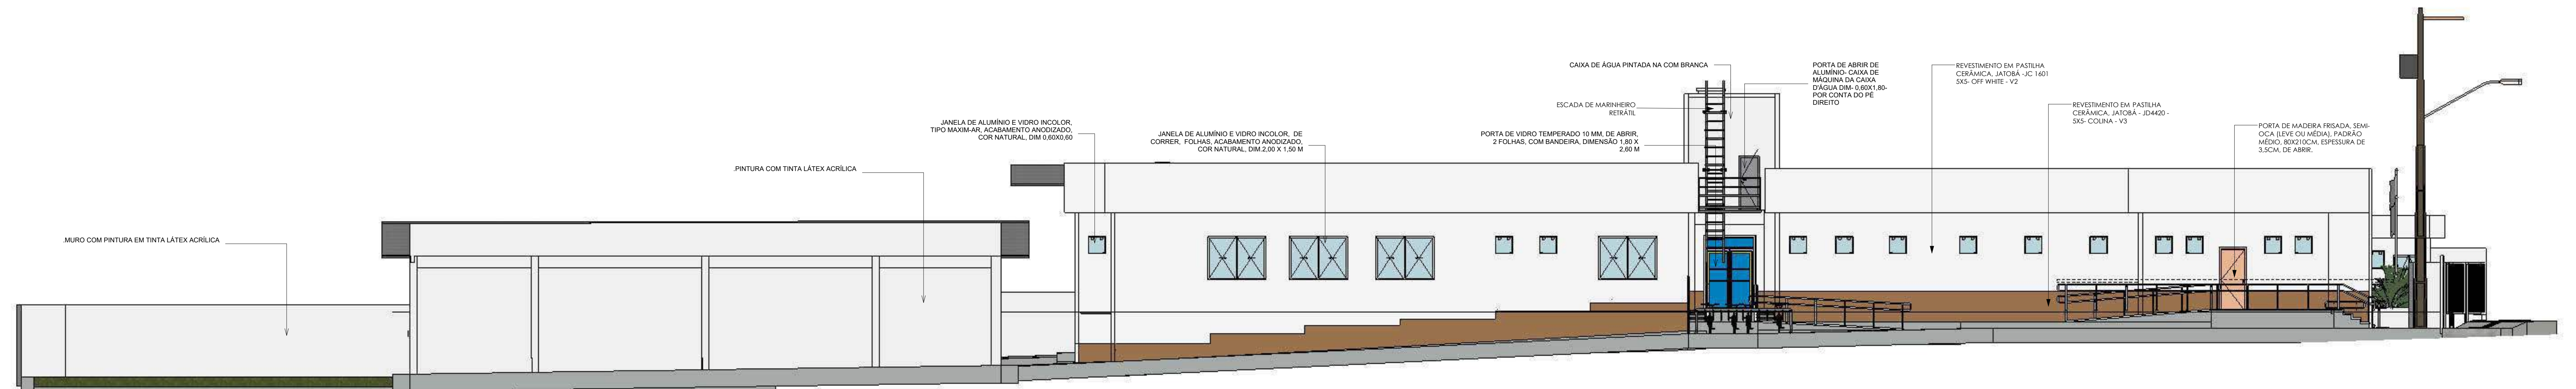 .MURO COM PINTURA EM TINTA LÁTEX ACRÍLICA
.PINTURA COM TINTA LÁTEX ACRÍLICA
JANELA DE ALUMÍNIO E VIDRO INCOLOR,
TIPO MAXIM-AR, ACABAMENTO ANODIZADO,
COR NATURAL, DIM 0,60X0,60
JANELA DE ALUMÍNIO E VIDRO INCOLOR, DE
CORRER, FOLHAS, ACABAMENTO ANODIZADO,
COR NATURAL, DIM.2,00 X 1,50 M
CAIXA DE ÁGUA PINTADA NA COM BRANCA
ESCADA DE MARINHEIRO
RETRÁTIL
PORTA DE VIDRO TEMPERADO 10 MM, DE ABRIR,
2 FOLHAS, COM BANDEIRA, DIMENSÃO 1,80 X
2,60 M
PORTA DE ABRIR DE
ALUMÍNIO- CAIXA DE
MÁQUINA DA CAIXA
D'ÁGUA DIM- 0,60X1,80-
POR CONTA DO PÉ
DIREITO
REVESTIMENTO EM PASTILHA
CERÂMICA, JATOBÁ -JC 1601
5X5- OFF WHITE - V2
REVESTIMENTO EM PASTILHA
CERÂMICA, JATOBÁ - JD4420 -
5X5- COLINA - V3
PORTA DE MADEIRA FRISADA, SEMI-
OCA (LEVE OU MÉDIA), PADRÃO
MÉDIO, 80X210CM, ESPESSURA DE
3,5CM, DE ABRIR.